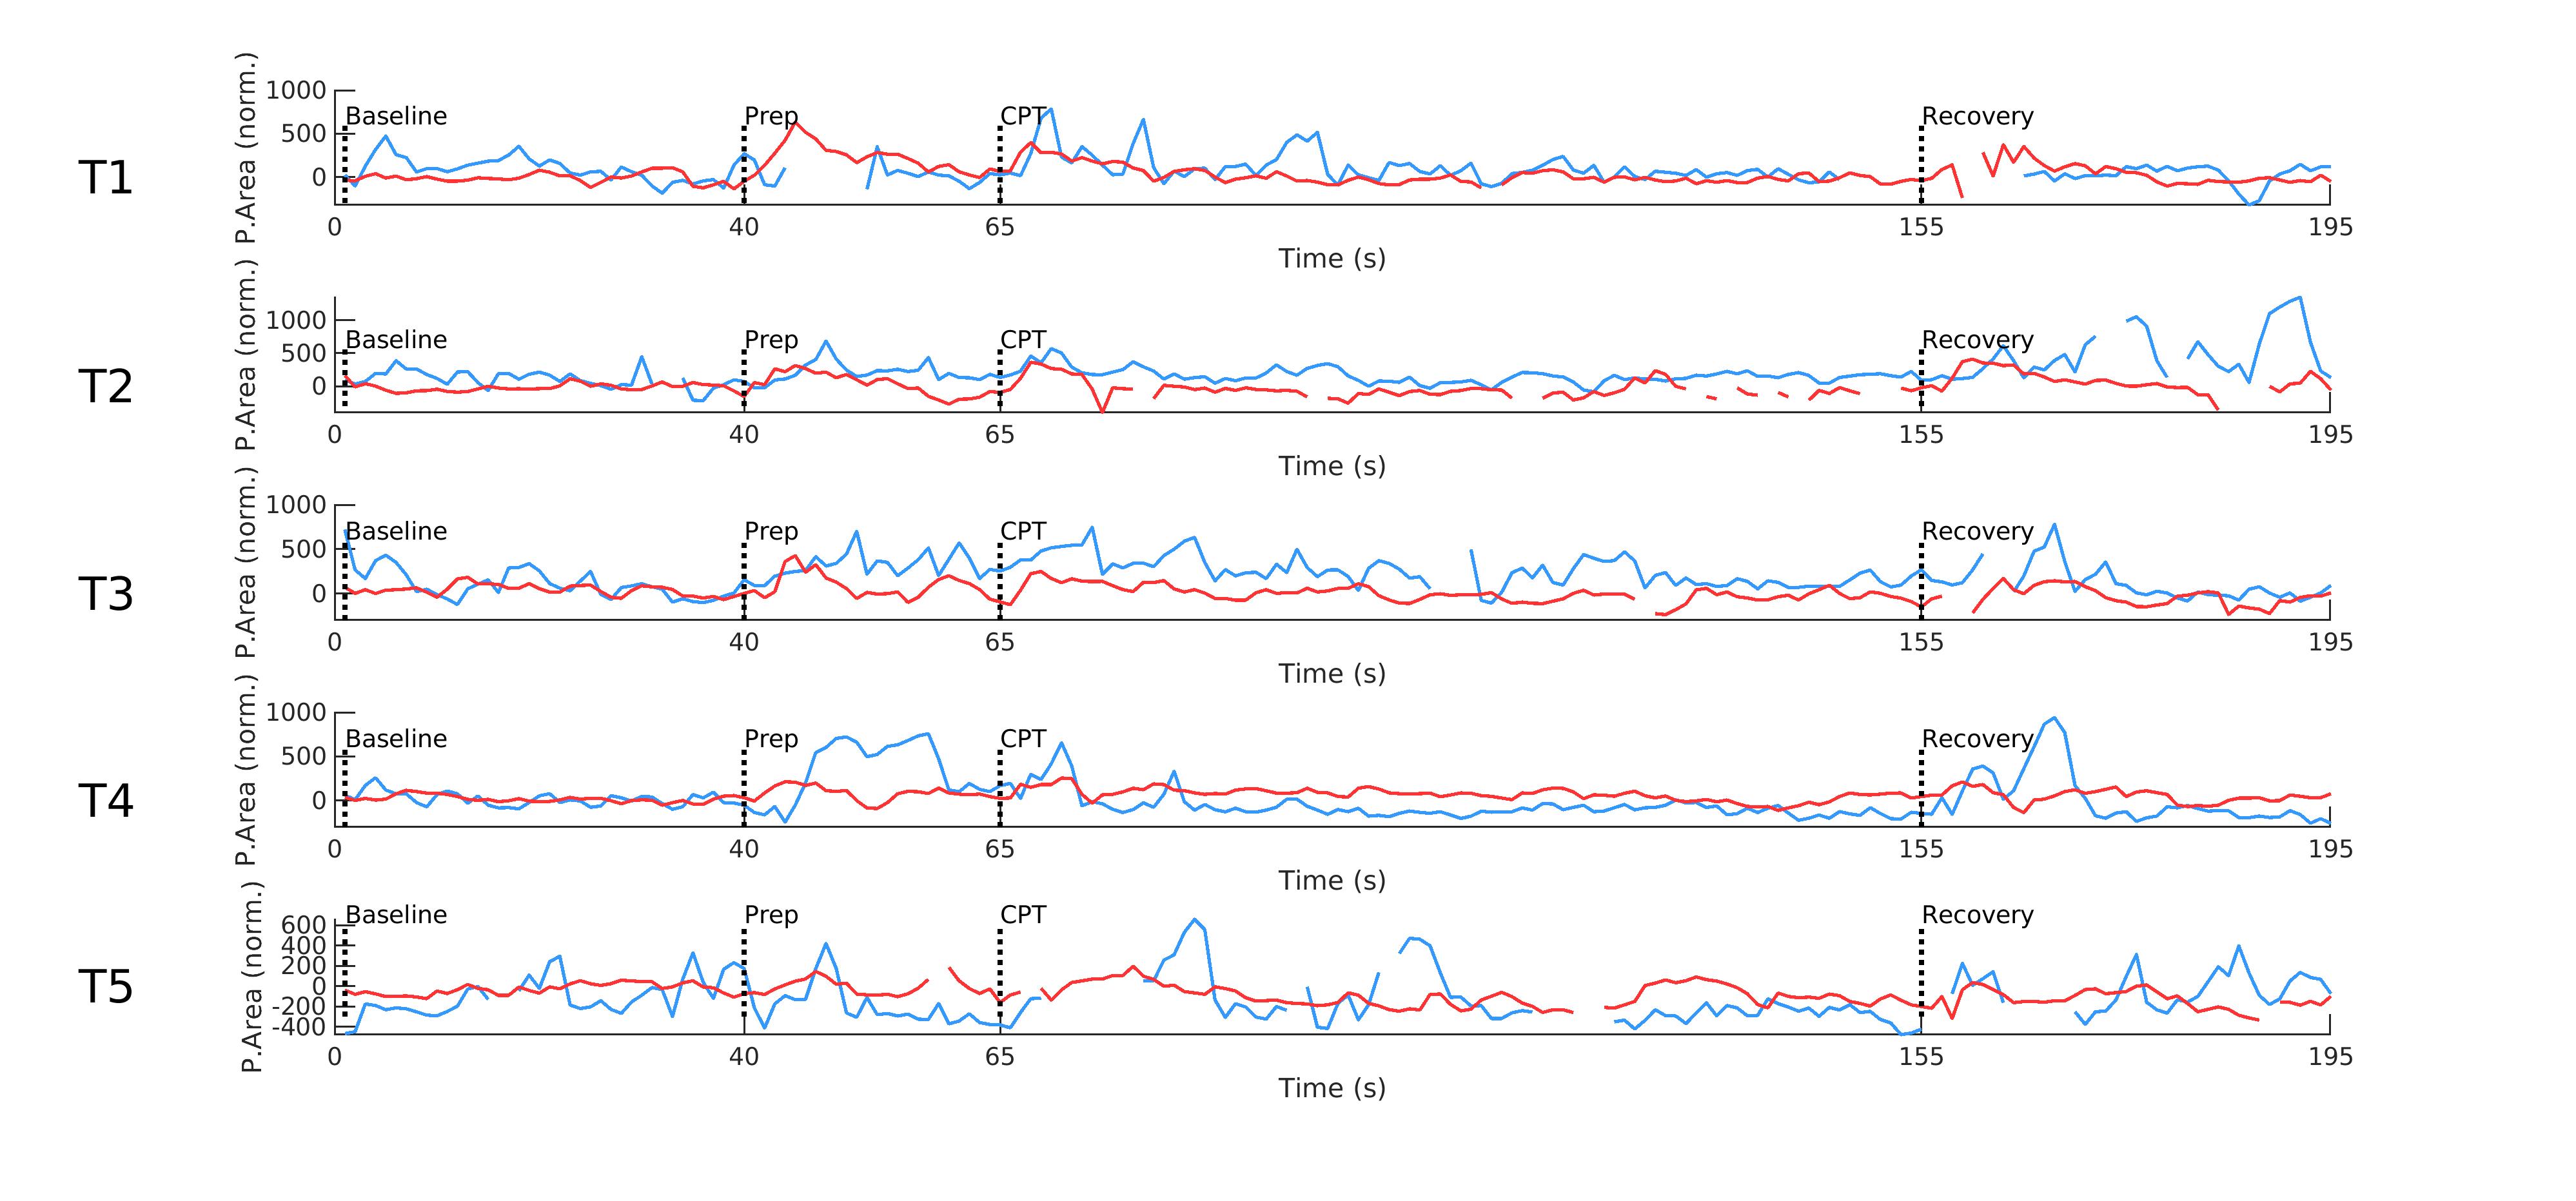 T1
P.Area (norm.)
1000
500
0
Baseline
Prep
CPT
Recovery
0 40 65 155 195
Time (s)
T2
P.Area (norm.)
1000
500
0
Baseline
Prep
CPT
Recovery
0 40 65 155 195
Time (s)
T3
P.Area (norm.)
1000
500
0
Baseline
Prep
CPT
Recovery
0 40 65 155 195
Time (s)
T4
P.Area (norm.)
1000
500
0
Baseline
Prep
CPT
Recovery
0 40 65 155 195
Time (s)
T5
P.Area (norm.)
600
400
200
0
-200
-400
Baseline
Prep
CPT
Recovery
0 40 65 155 195
Time (s)